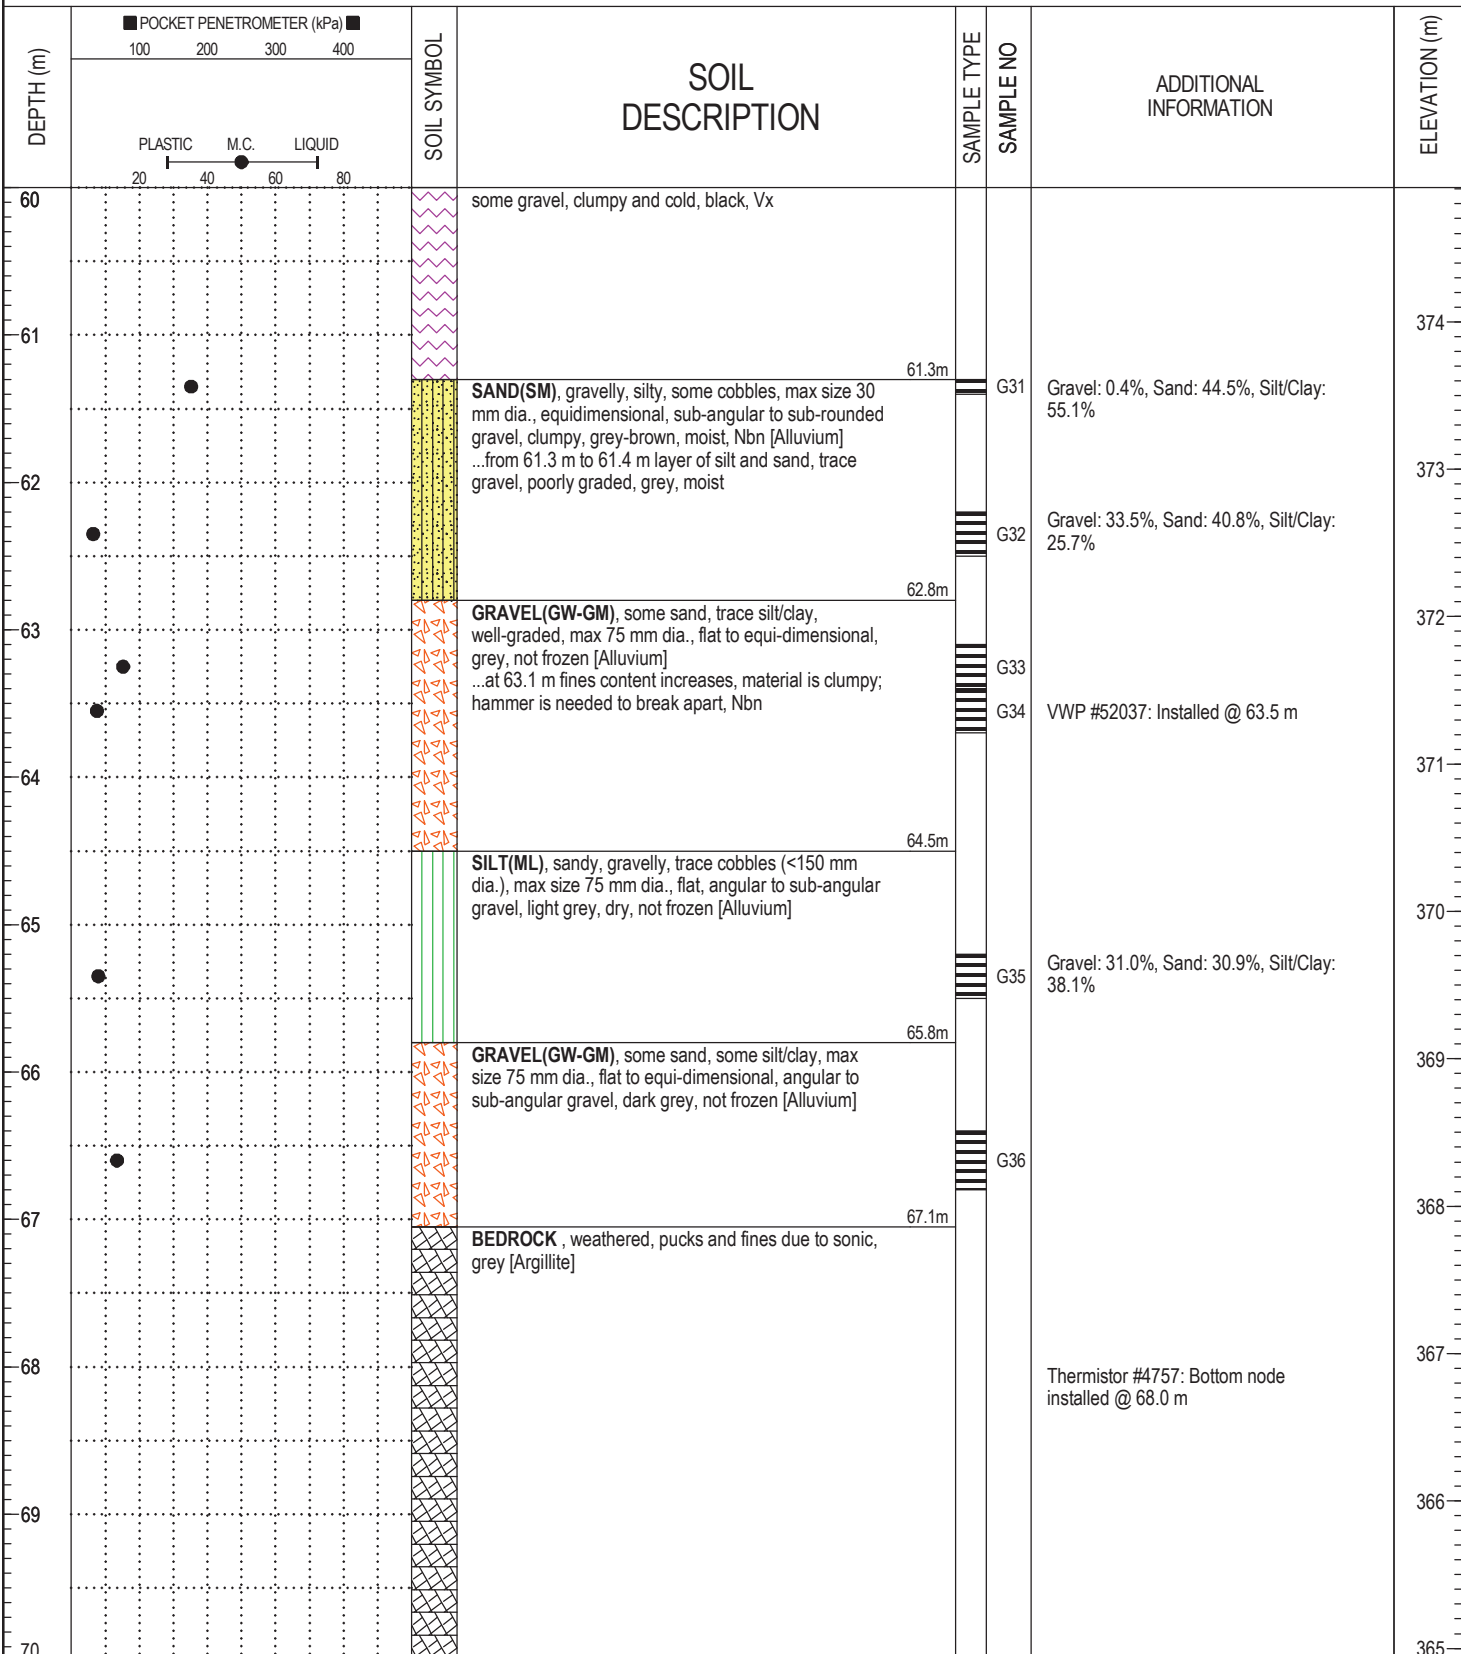 ■ POCKET PENETROMETER (kPa) ■
100 200 300 400
PLASTIC M.C. LIQUID
20 40 60 80
DEPTH (m)
SOIL SYMBOL
SOIL
DESCRIPTION
SAMPLE TYPE
SAMPLE NO
ADDITIONAL
INFORMATION
ELEVATION (m)
60
some gravel, clumpy and cold, black, Vx
374
61
61.3m
SAND(SM), gravelly, silty, some cobbles, max size 30
mm dia., equidimensional, sub-angular to sub-rounded
gravel, clumpy, grey-brown, moist, Nbn [Alluvium]
...from 61.3 m to 61.4 m layer of silt and sand, trace
gravel, poorly graded, grey, moist
G31
Gravel: 0.4%, Sand: 44.5%, Silt/Clay:
55.1%
373
62
G32
Gravel: 33.5%, Sand: 40.8%, Silt/Clay:
25.7%
62.8m
372
63
GRAVEL(GW-GM), some sand, trace silt/clay,
well-graded, max 75 mm dia., flat to equi-dimensional,
grey, not frozen [Alluvium]
...at 63.1 m fines content increases, material is clumpy;
hammer is needed to break apart, Nbn
G33
G34
VWP #52037: Installed @ 63.5 m
371
64
64.5m
SILT(ML), sandy, gravelly, trace cobbles (<150 mm
dia.), max size 75 mm dia., flat, angular to sub-angular
gravel, light grey, dry, not frozen [Alluvium]
370
65
G35
Gravel: 31.0%, Sand: 30.9%, Silt/Clay:
38.1%
65.8m
369
66
GRAVEL(GW-GM), some sand, some silt/clay, max
size 75 mm dia., flat to equi-dimensional, angular to
sub-angular gravel, dark grey, not frozen [Alluvium]
G36
368
67
67.1m
BEDROCK , weathered, pucks and fines due to sonic,
grey [Argillite]
367
68
Thermistor #4757: Bottom node
installed @ 68.0 m
366
69
365
70